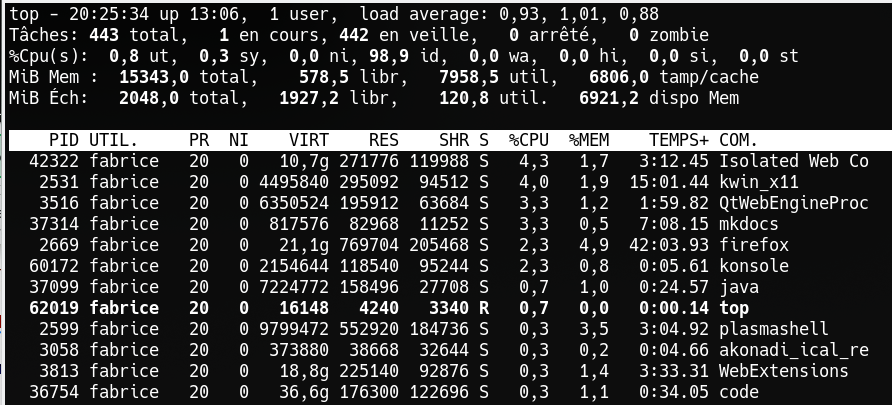 top - 20:25:34 up 13:06,  1 user,  load average: 0,93, 1,01, 0,88
Tâches: 443 total,   1 en cours, 442 en veille,   0 arrêté,   0 zombie
%Cpu(s):  0,8 ut,  0,3 sy,  0,0 ni, 98,9 id,  0,0 wa,  0,0 hi,  0,0 si,  0,0 st
MiB Mem :  15343,0 total,    578,5 libr,   7958,5 util,   6806,0 tamp/cache
MiB Éch:   2048,0 total,   1927,2 libr,    120,8 util.   6921,2 dispo Mem
PID UTIL.     PR  NI    VIRT    RES    SHR S  %CPU  %MEM    TEMPS+ COM.
42322 fabrice   20   0   10,7g 271776 119988 S   4,3   1,7   3:12.45 Isolated Web Co
2531 fabrice   20   0 4495840 295092  94512 S   4,0   1,9  15:01.44 kwin_x11
3516 fabrice   20   0 6350524 195912  63684 S   3,3   1,2   1:59.82 QtWebEngineProc
37314 fabrice   20   0  817576  82968  11252 S   3,3   0,5   7:08.15 mkdocs
2669 fabrice   20   0   21,1g 769704 205468 S   2,3   4,9  42:03.93 firefox
60172 fabrice   20   0 2154644 118540  95244 S   2,3   0,8   0:05.61 konsole
37099 fabrice   20   0 7224772 158496  27708 S   0,7   1,0   0:24.57 java
62019 fabrice   20   0   16148   4240   3340 R   0,7   0,0   0:00.14 top
2599 fabrice   20   0 9799472 552920 184736 S   0,3   3,5   3:04.92 plasmashell
3058 fabrice   20   0  373880  38668  32644 S   0,3   0,2   0:04.66 akonadi_ical_re
3813 fabrice   20   0   18,8g 225140  92876 S   0,3   1,4   3:33.31 WebExtensions
36754 fabrice   20   0   36,6g 176300 122696 S   0,3   1,1   0:34.05 code